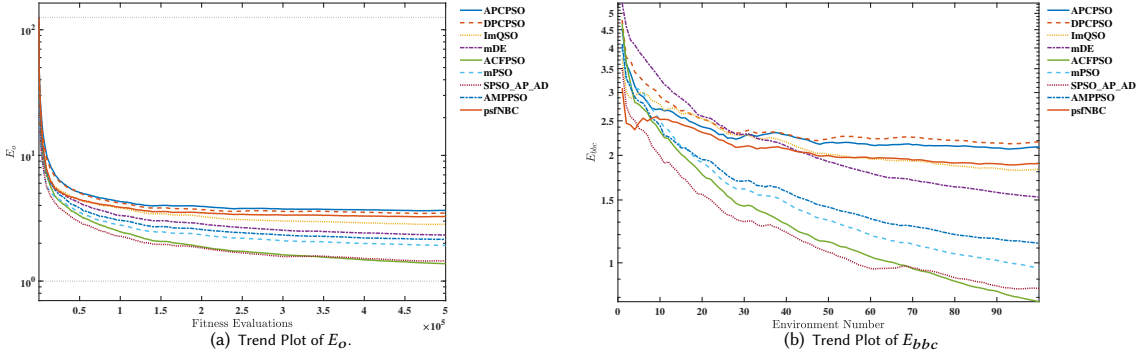 10²
10¹
10⁰
E_o
0.5
1
1.5
2
2.5
3
3.5
4
4.5
5
×10⁵
Fitness Evaluations
APCPSO
DPCPSO
ImQSO
mDE
ACFPSO
mPSO
SPSO_AP_AD
AMPPSO
psfNBC
(a) Trend Plot of E_o.
5
4
3.5
3
2.5
2
1.5
1
E_bbc
0
10
20
30
40
50
60
70
80
90
Environment Number
APCPSO
DPCPSO
ImQSO
mDE
ACFPSO
mPSO
SPSO_AP_AD
AMPPSO
psfNBC
(b) Trend Plot of E_bbc